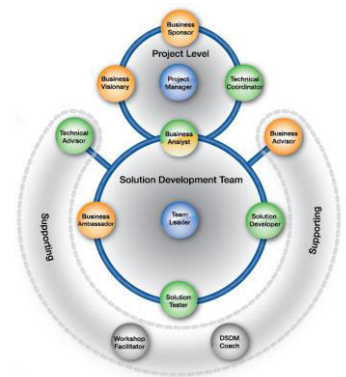 Business
Sponsor
Project Level
Business
Visionary
Project
Manager
Technical
Coordinator
Technical
Advisor
Business
Analyst
Business
Advisor
Solution Development Team
Supporting
Business
Ambassador
Team
Leader
Solution
Developer
Supporting
Solution
Tester
Workshop
Facilitator
DSDM
Coach